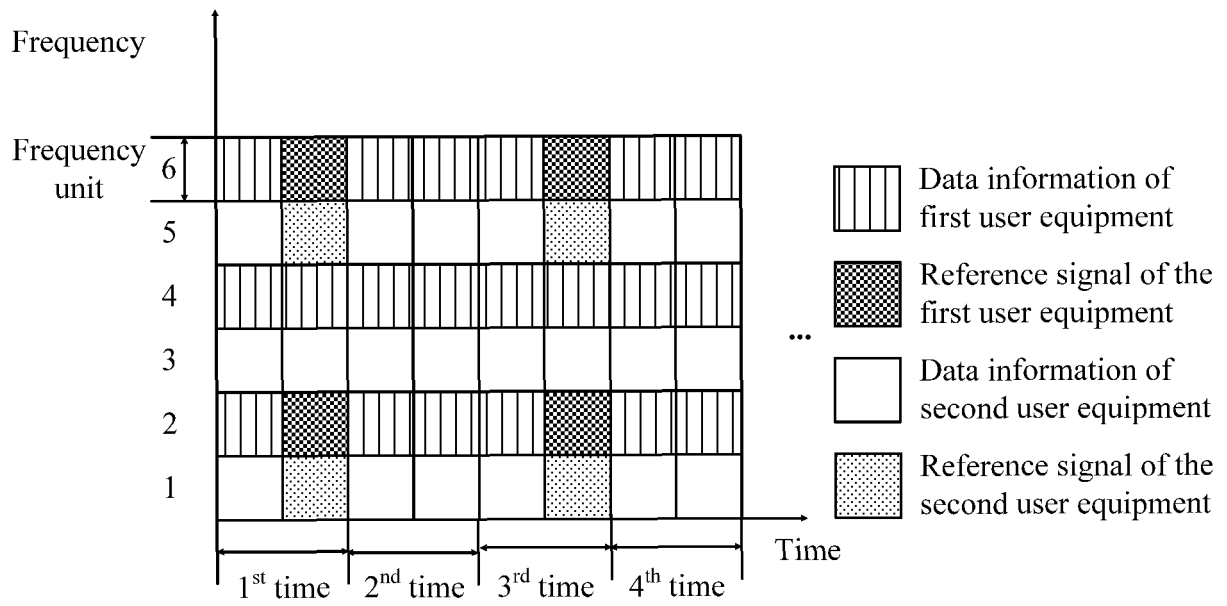 Frequency
Frequency
unit
6
5
4
3
2
1
Data information of
first user equipment
Reference signal of the
first user equipment
...
Data information of
second user equipment
Reference signal of the
second user equipment
Time
1st time
2nd time
3rd time
4th time